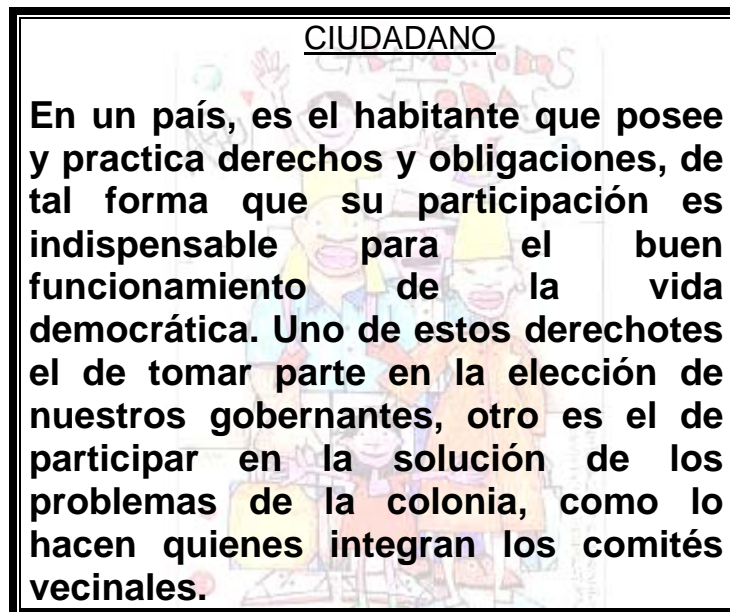 CIUDADANO
En un país, es el habitante que posee
y practica derechos y obligaciones, de
tal forma que su participación es
indispensable para el buen
funcionamiento de la vida
democrática. Uno de estos derechotes
el de tomar parte en la elección de
nuestros gobernantes, otro es el de
participar en la solución de los
problemas de la colonia, como lo
hacen quienes integran los comités
vecinales.